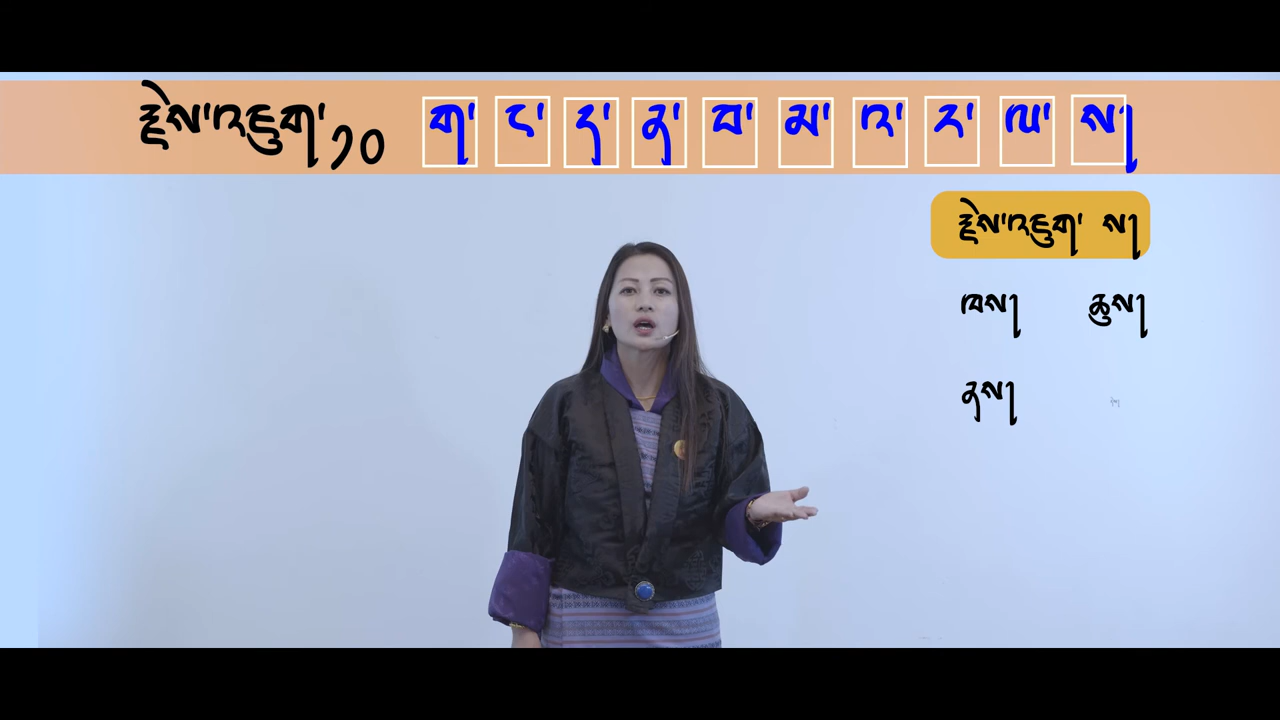 རྗེས་འཇུག་༡༠ ག་ ང་ ད་ ན་ བ་ མ་ འ་ ར་ ལ་ ས།
རྗེས་འཇུག་ ས།
ཁས། ཆུས།
ནས།